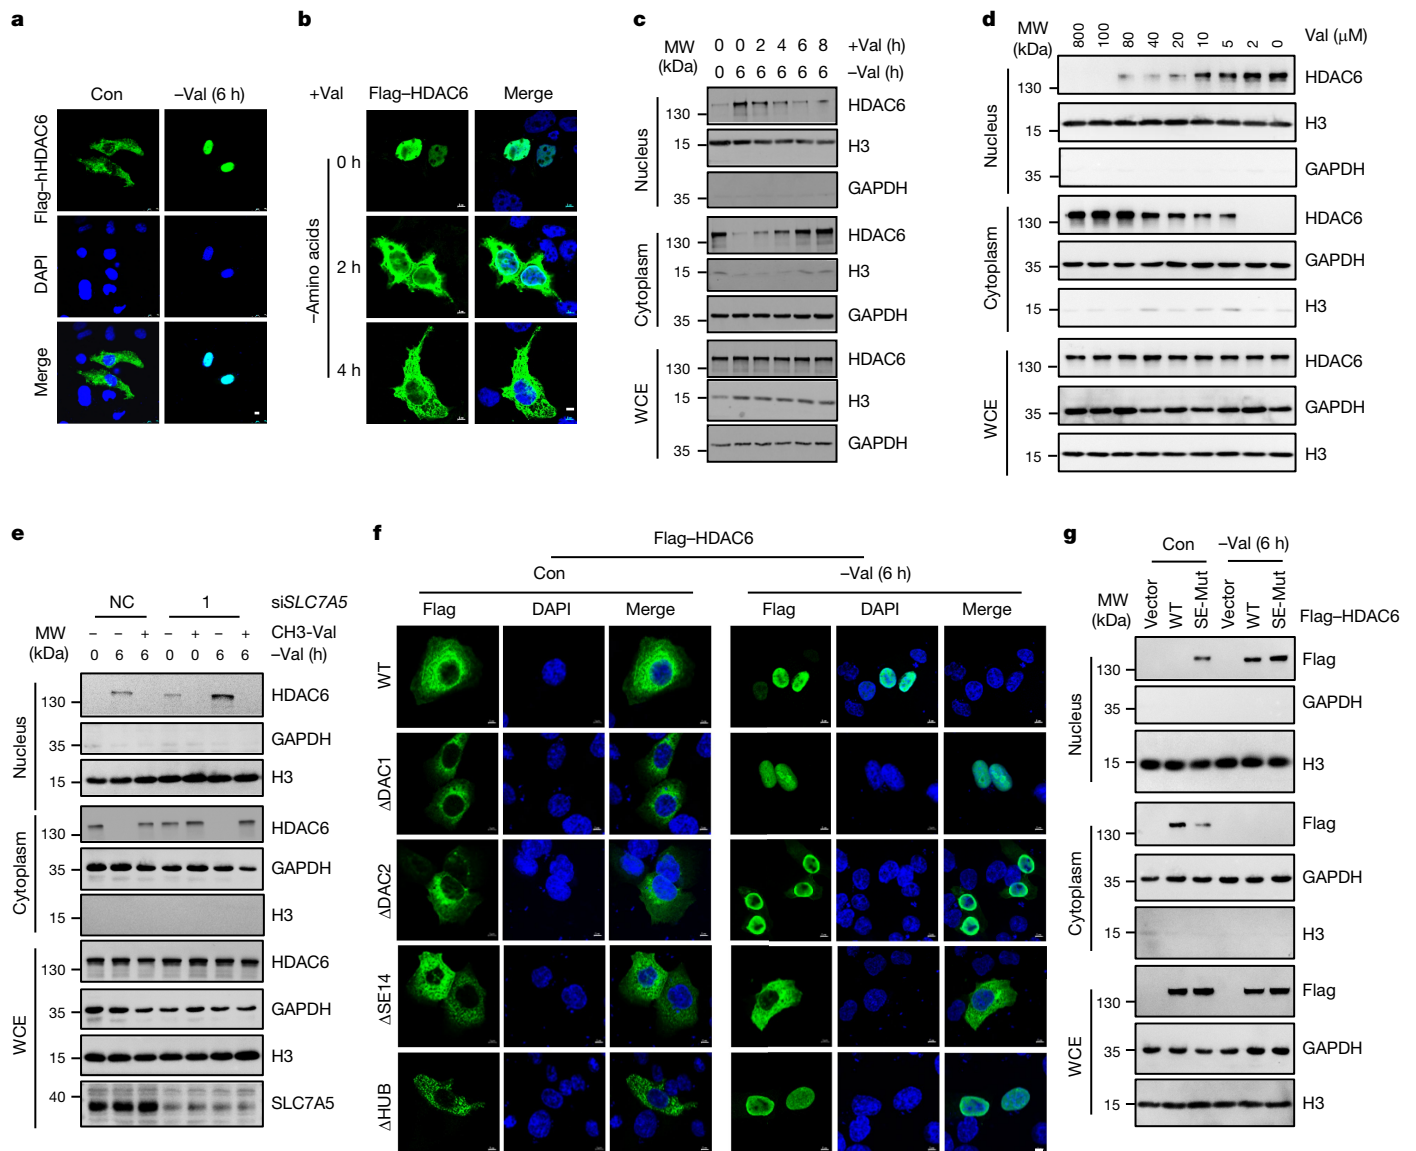 a
Con
–Val (6 h)
Flag–hHDAC6
DAPI
Merge
b
+Val
Flag–HDAC6
Merge
–Amino acids
0 h
2 h
4 h
c
MW
(kDa)
0 0 2 4 6 8 +Val (h)
0 6 6 6 6 6 –Val (h)
Nucleus
130 HDAC6
15 H3
35 GAPDH
Cytoplasm
130 HDAC6
15 H3
35 GAPDH
WCE
130 HDAC6
15 H3
35 GAPDH
d
MW
(kDa)
800 100 80 40 20 10 5 2 0 Val (μM)
Nucleus
130 HDAC6
15 H3
35 GAPDH
Cytoplasm
130 HDAC6
35 GAPDH
15 H3
WCE
130 HDAC6
35 GAPDH
15 H3
e
NC 1 siSLC7A5
MW
(kDa)
– – + – + – + CH3-Val
0 6 6 0 0 6 6 –Val (h)
Nucleus
130 HDAC6
35 GAPDH
15 H3
Cytoplasm
130 HDAC6
35 GAPDH
15 H3
WCE
130 HDAC6
35 GAPDH
15 H3
40 SLC7A5
f
Flag–HDAC6
Con
–Val (6 h)
Flag DAPI Merge Flag DAPI Merge
WT
ΔDAC1
ΔDAC2
ΔSE14
ΔHUB
g
Con
–Val (6 h)
MW
(kDa)
Vector WT SE-Mut Vector WT SE-Mut Flag–HDAC6
Nucleus
130 Flag
35 GAPDH
15 H3
Cytoplasm
130 Flag
35 GAPDH
15 H3
WCE
130 Flag
35 GAPDH
15 H3